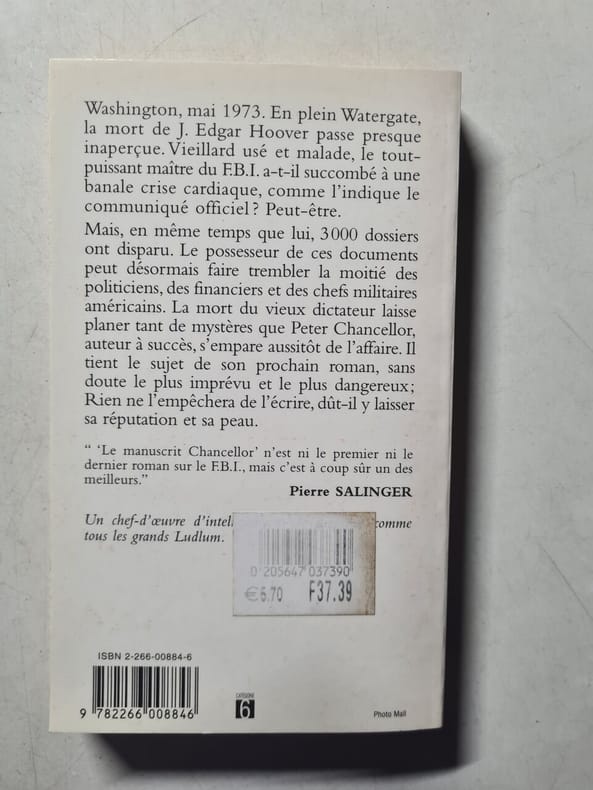 Washington, mai 1973. En plein Watergate,
la mort de J. Edgar Hoover passe presque
inaperçue. Vieillard usé et malade, le tout-
puissant maître du F.B.I. a-t-il succombé à une
banale crise cardiaque, comme l'indique le
communiqué officiel ? Peut-être.
Mais, en même temps que lui, 3 000 dossiers
ont disparu. Le possesseur de ces documents
peut désormais faire trembler la moitié des
politiciens, des financiers et des chefs militaires
américains. La mort du vieux dictateur laisse
planer tant de mystères que Peter Chancellor,
auteur à succès, s'empare aussitôt de l'affaire. Il
tient le sujet de son prochain roman, sans
doute le plus imprévu et le plus dangereux ;
Rien ne l'empêchera de l'écrire, dût-il y laisser
sa réputation et sa peau.
“ ‘Le manuscrit Chancellor’ n'est ni le premier ni le
dernier roman sur le F.B.I., mais c'est à coup sûr un des
meilleurs.”
Pierre SALINGER
Un chef-d'œuvre comme
tous les grands Ludlum.
0 205647 037390
€5.70 F37.39
ISBN 2-266-00884-6
9 782266 008846
CATÉGORIE
6
Photo Mall